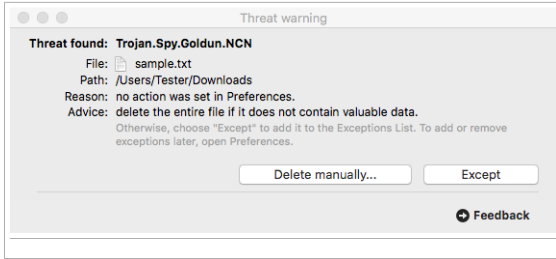 Threat warning
Threat found: Trojan.Spy.Goldun.NCN
File: sample.txt
Path: /Users/Tester/Downloads
Reason: no action was set in Preferences.
Advice: delete the entire file if it does not contain valuable data.
Otherwise, choose "Except" to add it to the Exceptions List. To add or remove
exceptions later, open Preferences.
Delete manually... Except
Feedback